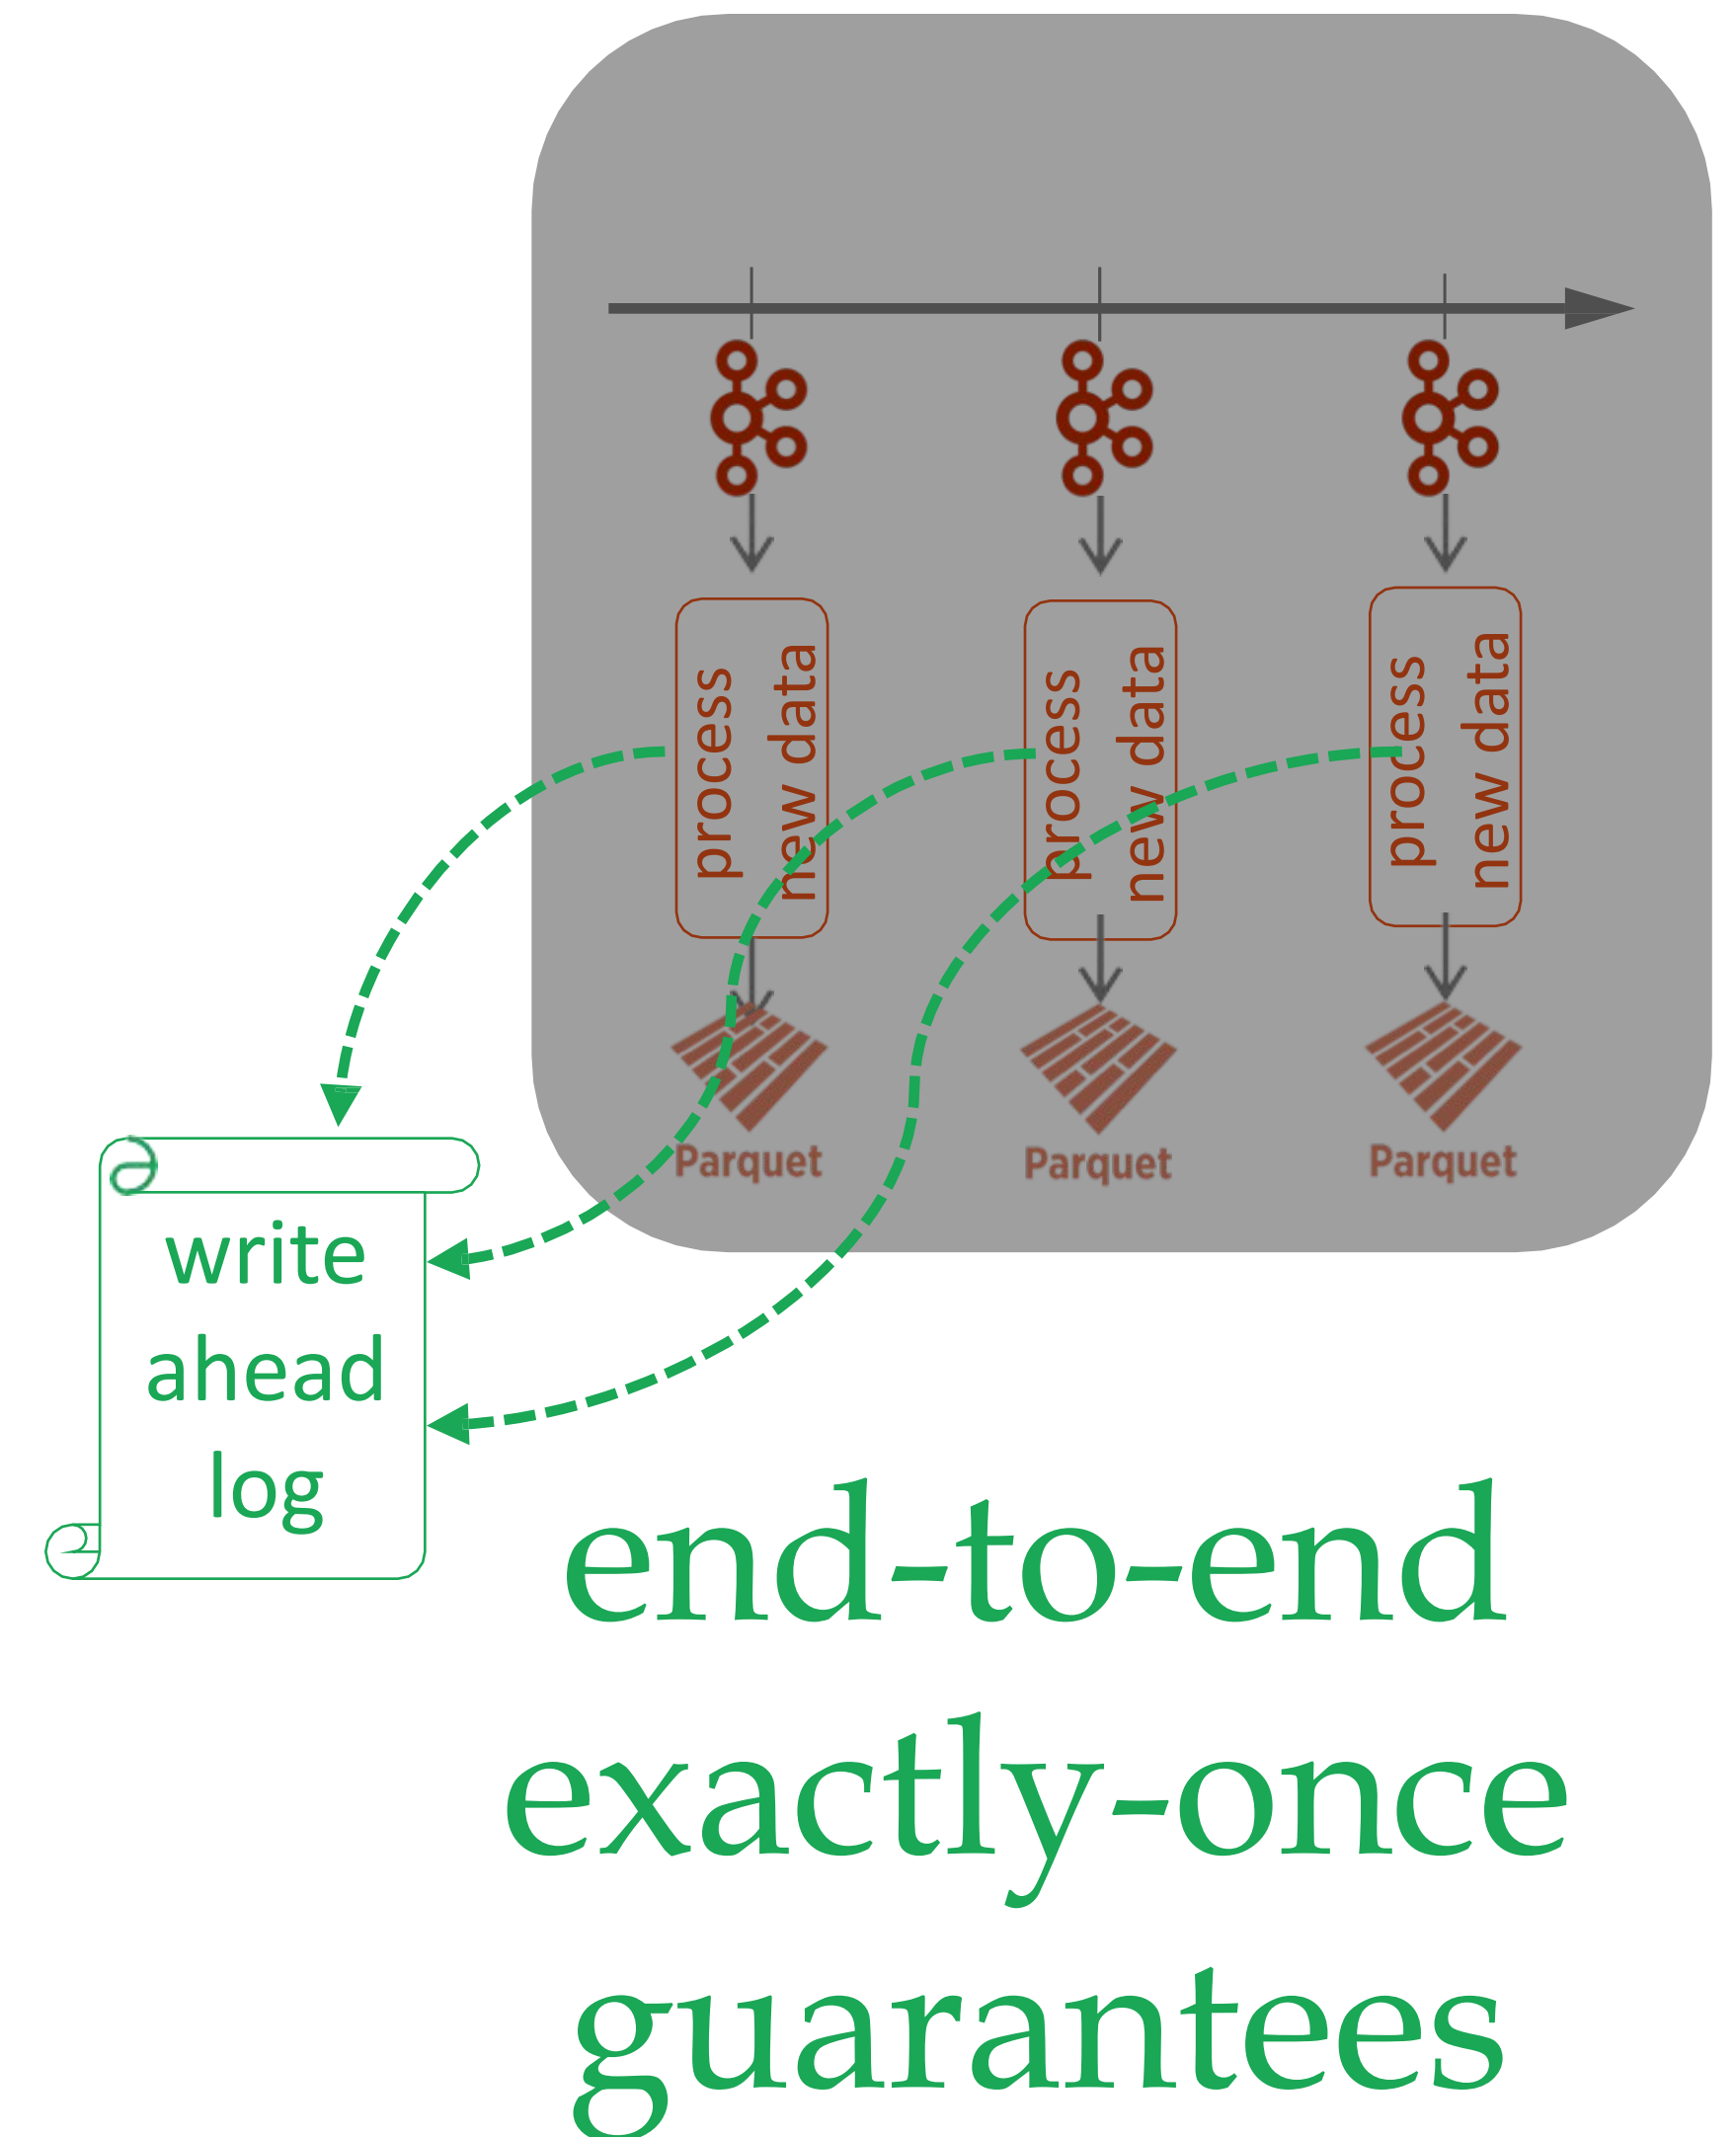 process
new data
process
new data
process
new data
Parquet
Parquet
Parquet
write
ahead
log
end-to-end
exactly-once
guarantees